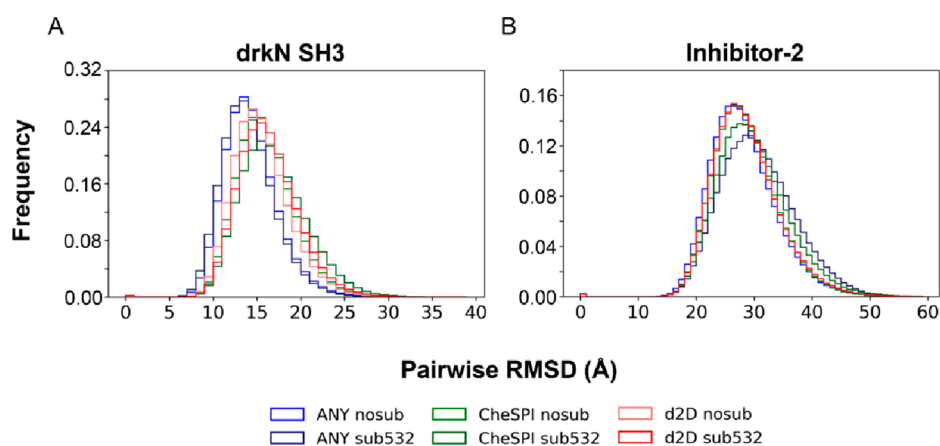 A
B
drkN SH3
Inhibitor-2
Frequency
0.32
0.24
0.16
0.08
0.00
0 5 10 15 20 25 30 35 40
0.16
0.12
0.08
0.04
0.00
0 10 20 30 40 50 60
Pairwise RMSD (Å)
ANY nosub CheSPI nosub d2D nosub
ANY sub532 CheSPI sub532 d2D sub532